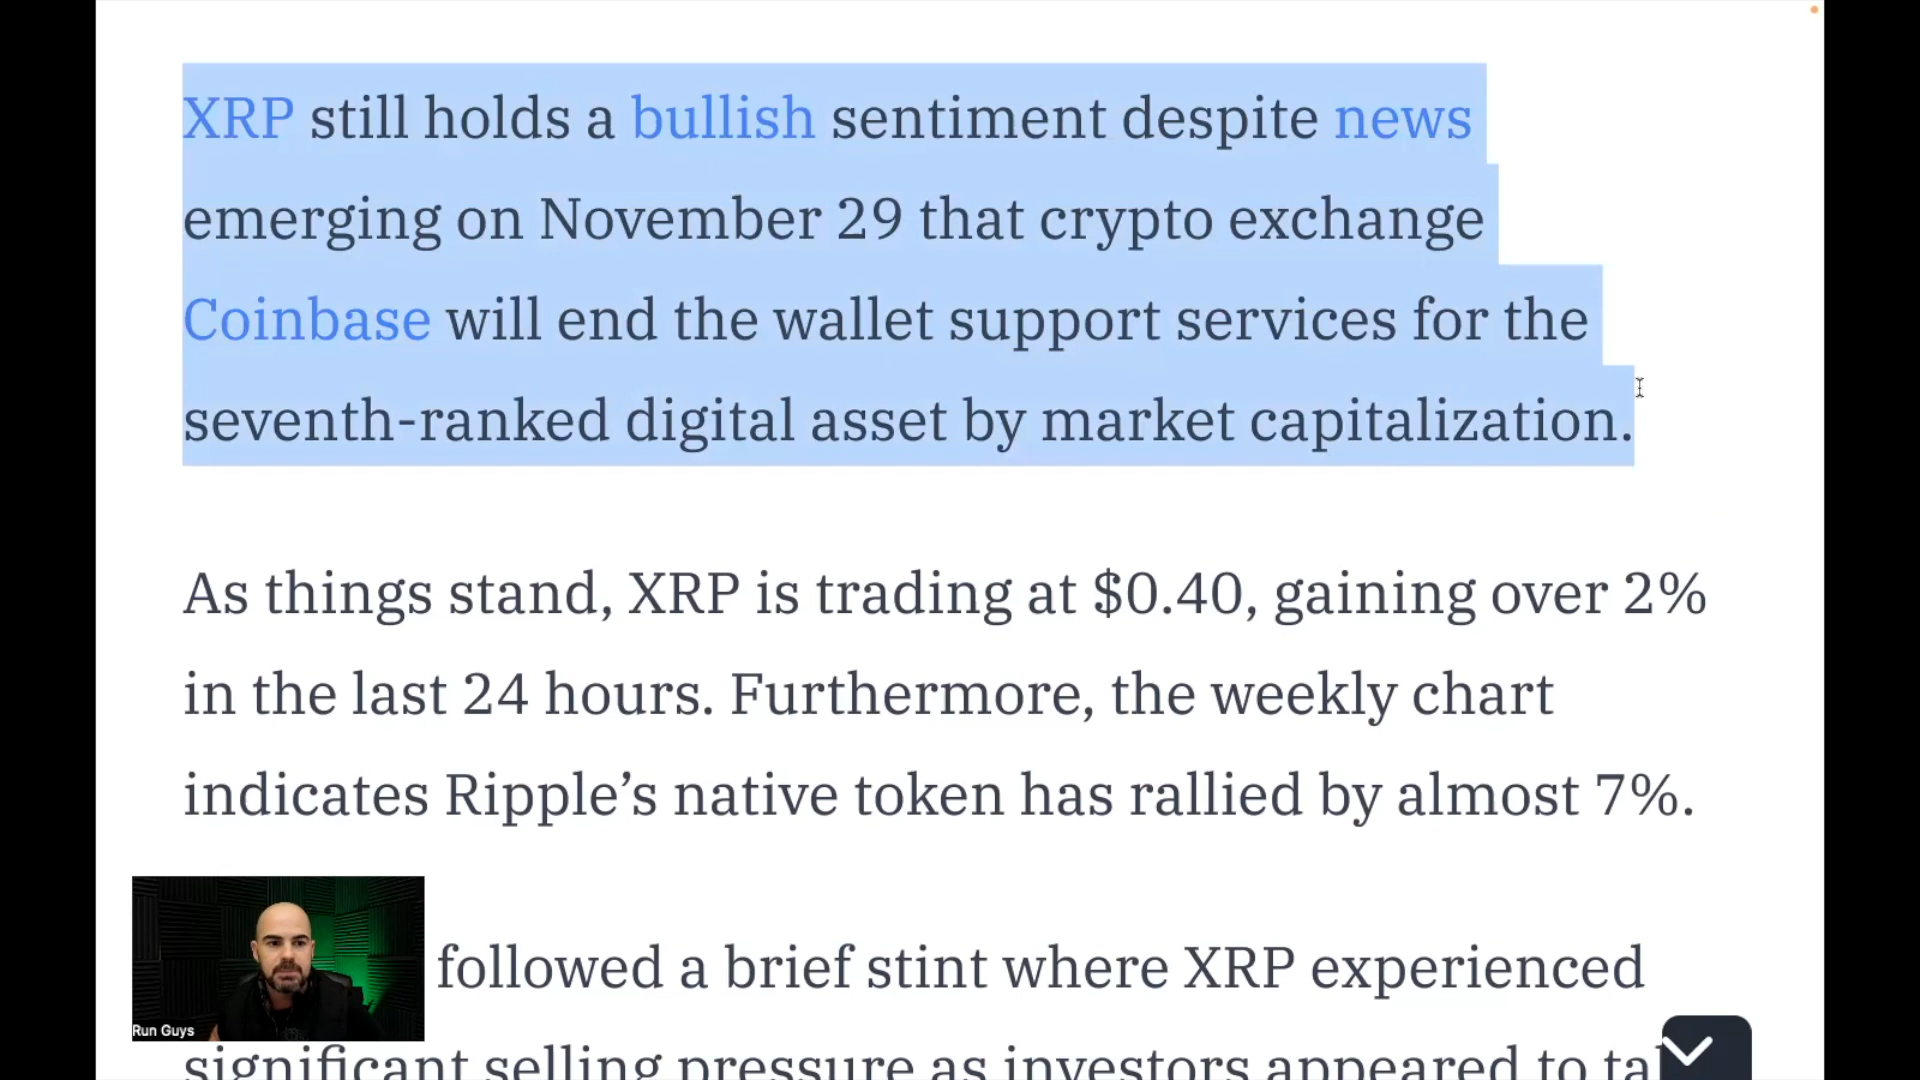 XRP still holds a bullish sentiment despite news
emerging on November 29 that crypto exchange
Coinbase will end the wallet support services for the
seventh-ranked digital asset by market capitalization.
As things stand, XRP is trading at $0.40, gaining over 2%
in the last 24 hours. Furthermore, the weekly chart
indicates Ripple’s native token has rallied by almost 7%.
followed a brief stint where XRP experienced
Run Guys
significant selling pressure as investors appeared to